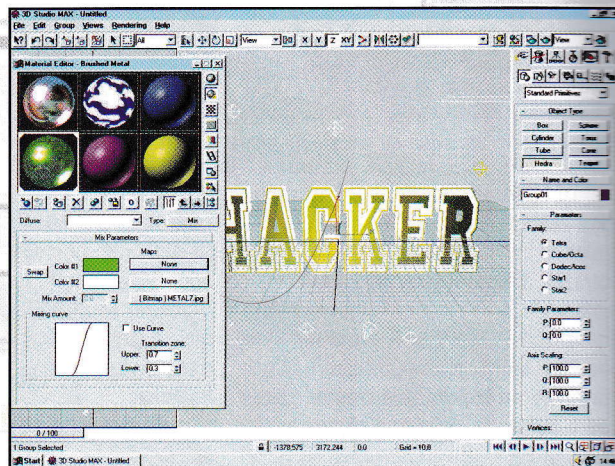 3D Studio MAX - Untitled
File Edit Group Views Rendering Help
All
View
X Y Z XY
View
Material Editor - Brushed Metal
Diffuse:
Type: Mix
Mix Parameters
Maps
Swap
Color #1
None
Color #2
None
Mix Amount:
(Bitmap) METAL7.jpg
Mixing curve
Use Curve
Transition zone:
Upper: 0.7
Lower: 0.3
HACKER
Standard Primitives
Object Type
Box Sphere
Cylinder Torus
Tube Cone
Hedra Teapot
Name and Color
Group01
Parameters
Family:
Tetra
Cube/Octa
Dodec/Icos
Star1
Star2
Family Parameters:
P: 0.0
Q: 0.0
Axis Scaling:
P: 100.0
Q: 100.0
R: 100.0
Reset
Vertices:
0 / 100
1 Group Selected
-1378.575 3172.244 0.0
Grid = 10.0
Start
3D Studio MAX - Untitled